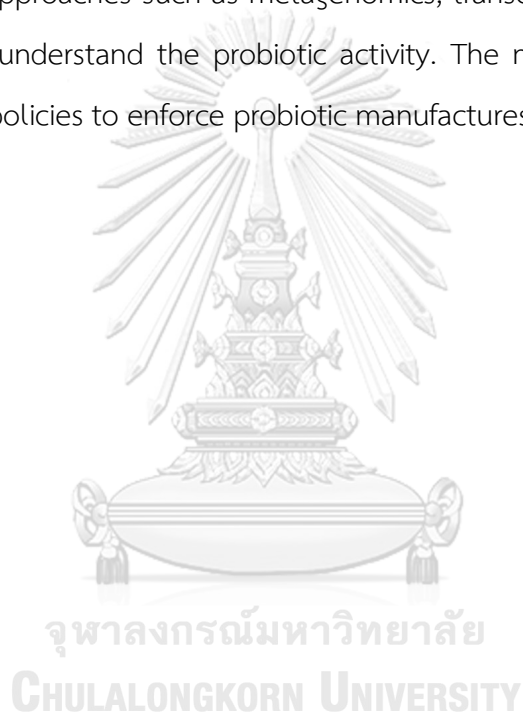 approaches such as metagenomics, transc
understand the probiotic activity. The r
policies to enforce probiotic manufactures
จุฬาลงกรณ์มหาวิทยาลัย
CHULALONGKORN UNIVERSITY